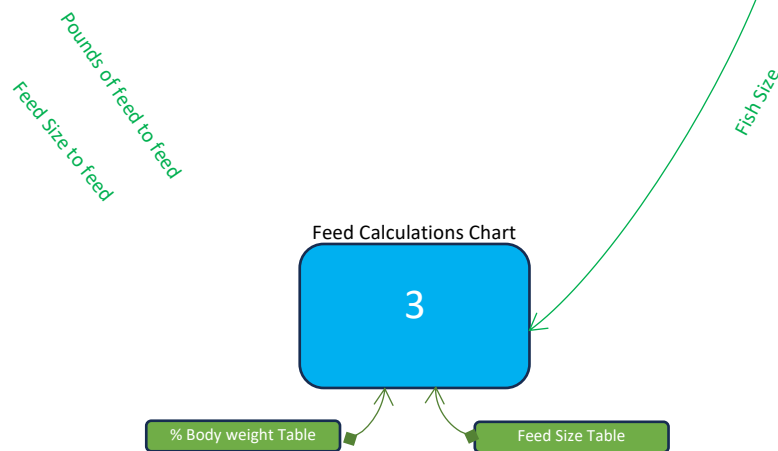 Pounds of feed to feed
Feed Size to feed
Fish Size
Feed Calculations Chart
3
% Body weight Table
Feed Size Table